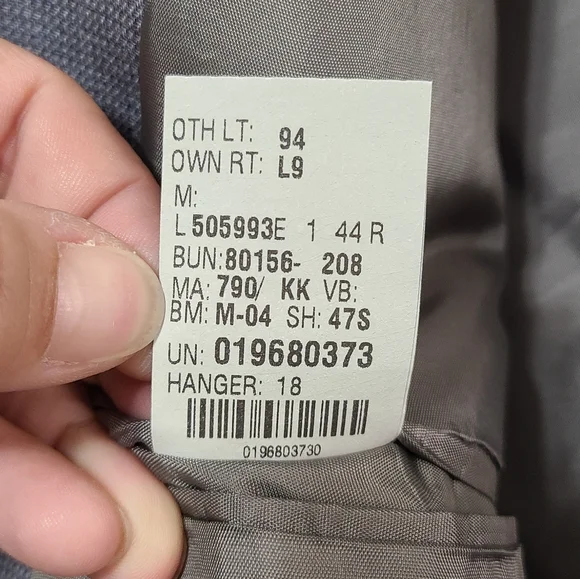 OTH LT: 94
OWN RT: L9
M:
L 505993E 1 44 R
BUN:80156- 208
MA: 790/ KK VB:
BM: M-04 SH: 47S
UN: 019680373
HANGER: 18
0196803730